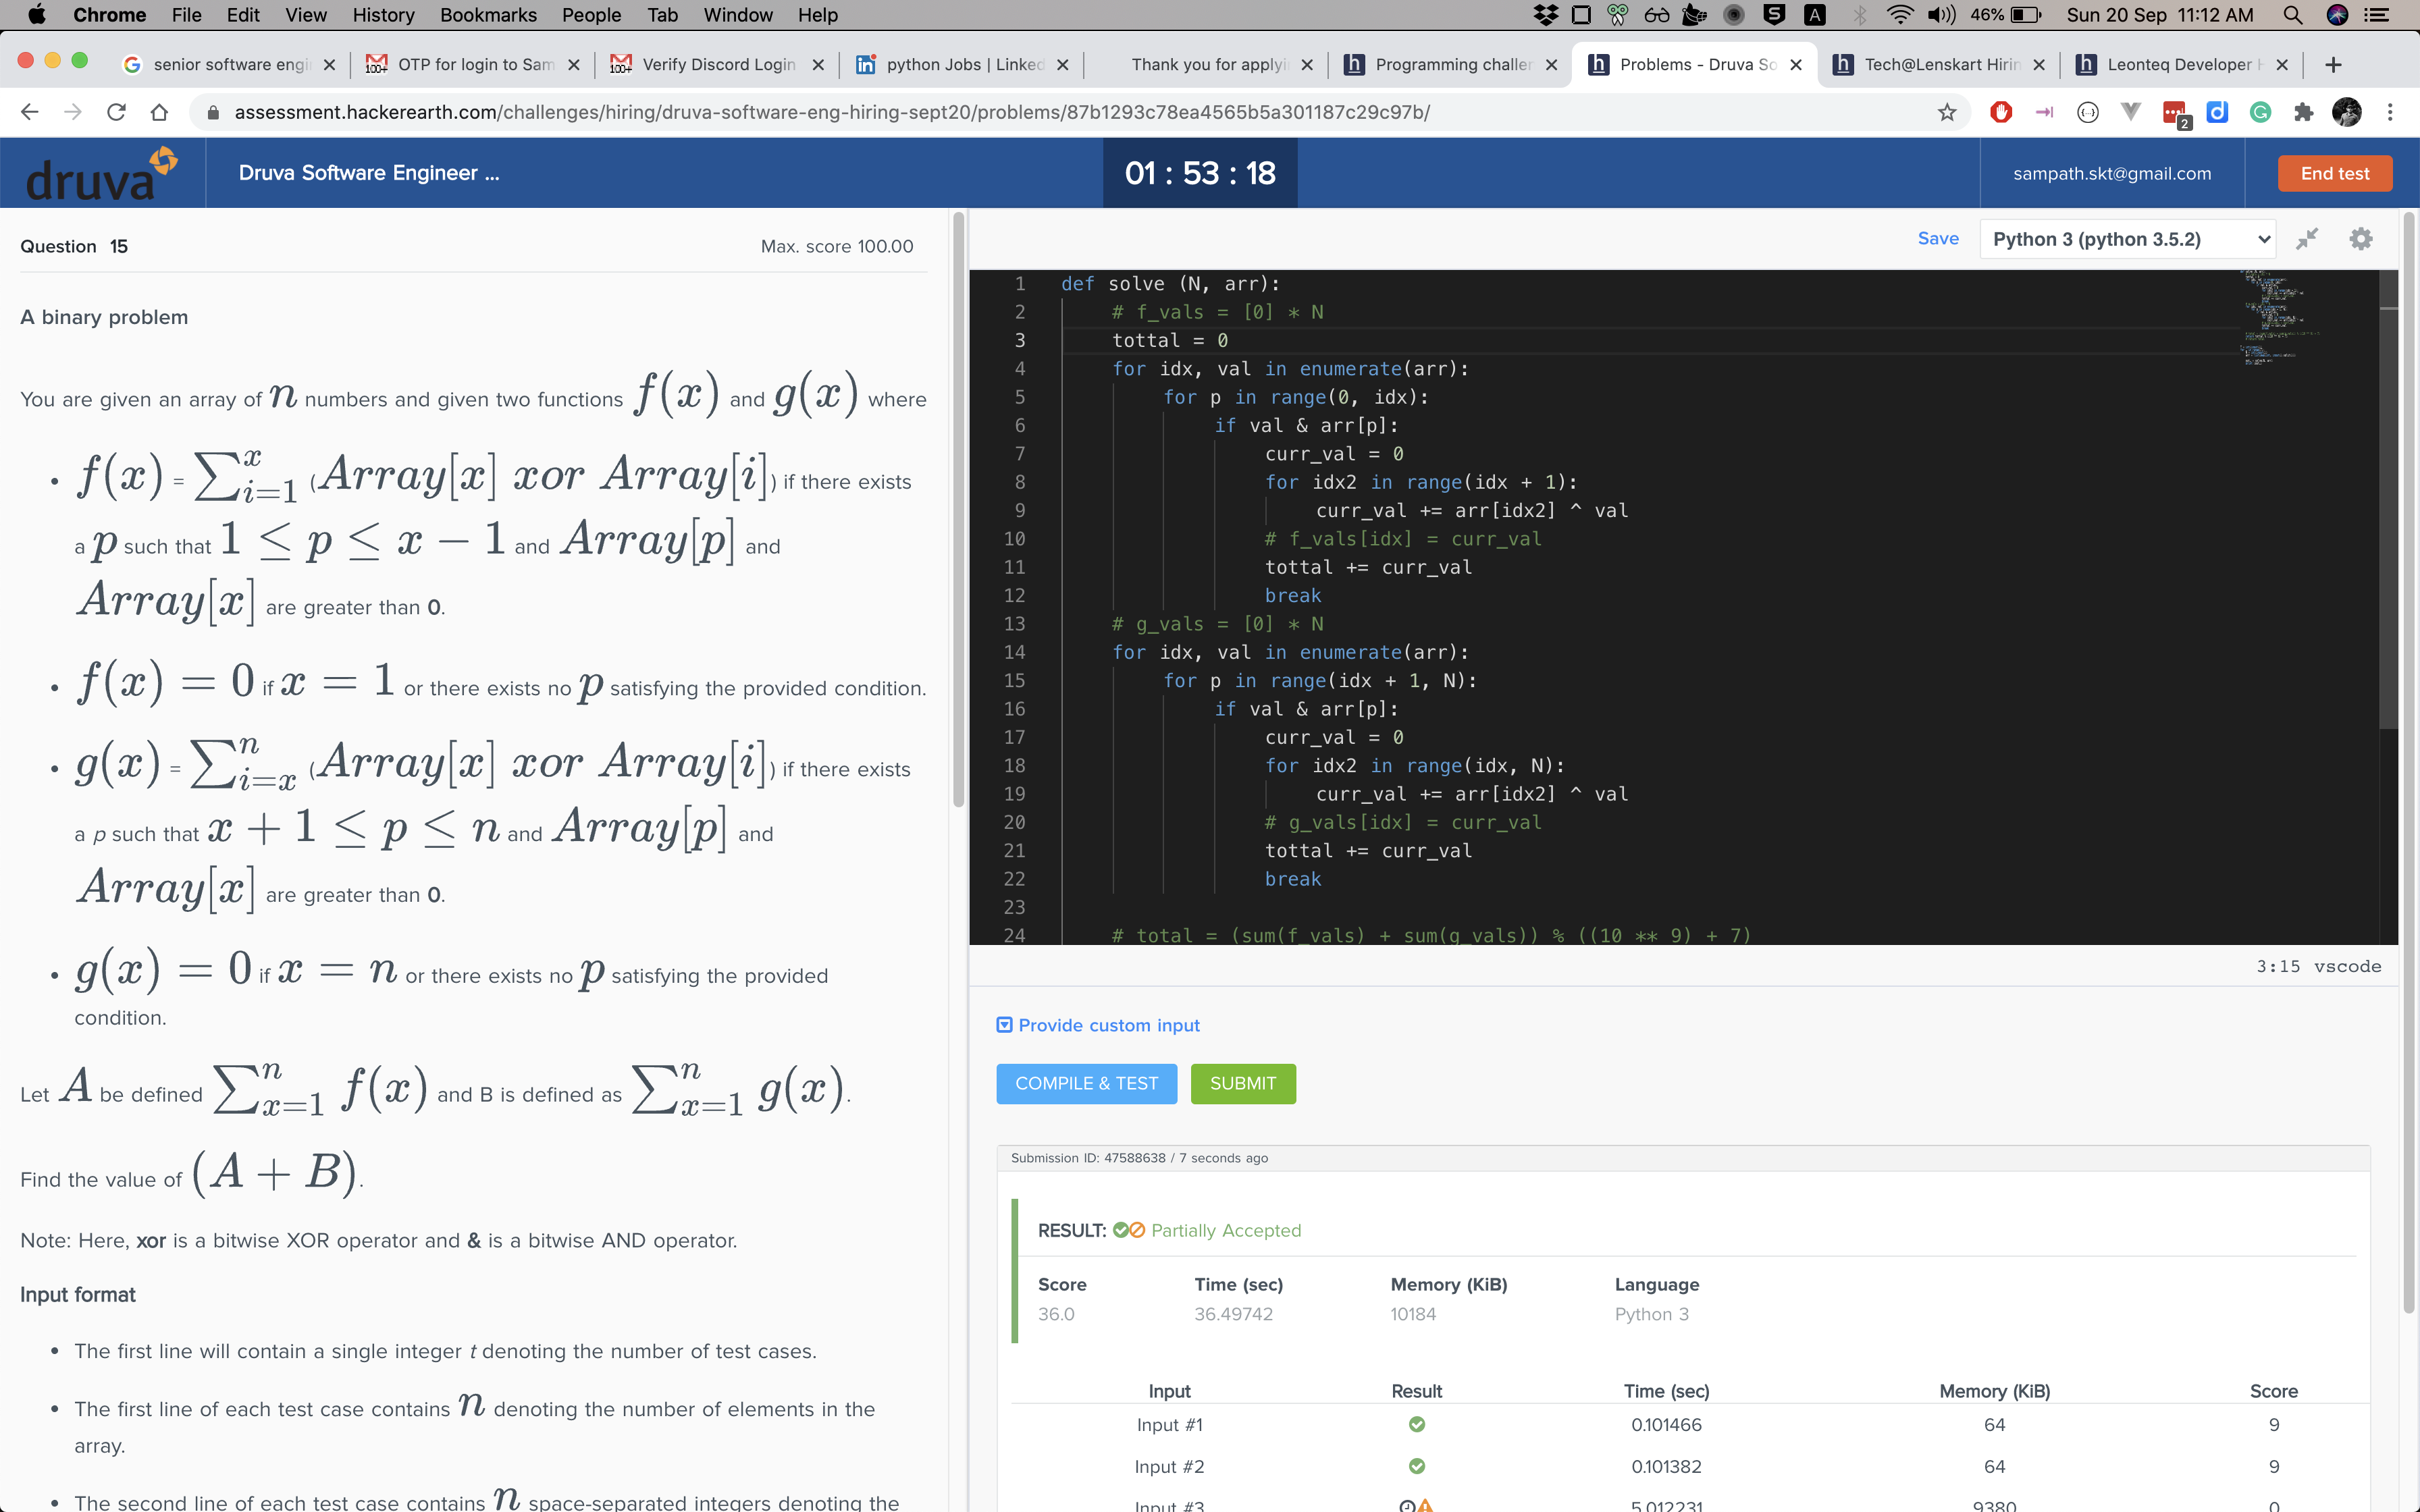 Chrome File Edit View History Bookmarks People Tab Window Help 46% Sun 20 Sep 11:12 AM
senior software engi OTP for login to Sam Verify Discord Login python Jobs | Linked Thank you for applyi Programming challen Problems - Druva So Tech@Lenskart Hirin Leonteq Developer H
assessment.hackerearth.com/challenges/hiring/druva-software-eng-hiring-sept20/problems/87b1293c78ea4565b5a301187c29c97b/
druva Druva Software Engineer ... 01 : 53 : 18 sampath.skt@gmail.com End test
Question 15 Max. score 100.00
A binary problem
You are given an array of n numbers and given two functions f(x) and g(x) where
• f(x) = ∑_{i=1}^{x} (Array[x] xor Array[i]) if there exists
a p such that 1 ≤ p ≤ x − 1 and Array[p] and
Array[x] are greater than 0.
• f(x) = 0 if x = 1 or there exists no p satisfying the provided condition.
• g(x) = ∑_{i=x}^{n} (Array[x] xor Array[i]) if there exists
a p such that x + 1 ≤ p ≤ n and Array[p] and
Array[x] are greater than 0.
• g(x) = 0 if x = n or there exists no p satisfying the provided
condition.
Let A be defined ∑_{x=1}^{n} f(x) and B is defined as ∑_{x=1}^{n} g(x).
Find the value of (A + B).
Note: Here, xor is a bitwise XOR operator and & is a bitwise AND operator.
Input format
• The first line will contain a single integer t denoting the number of test cases.
• The first line of each test case contains n denoting the number of elements in the
array.
• The second line of each test case contains n space-separated integers denoting the
Save Python 3 (python 3.5.2)
1 def solve (N, arr):
2 # f_vals = [0] * N
3 tottal = 0
4 for idx, val in enumerate(arr):
5 for p in range(0, idx):
6 if val & arr[p]:
7 curr_val = 0
8 for idx2 in range(idx + 1):
9 curr_val += arr[idx2] ^ val
10 # f_vals[idx] = curr_val
11 tottal += curr_val
12 break
13 # g_vals = [0] * N
14 for idx, val in enumerate(arr):
15 for p in range(idx + 1, N):
16 if val & arr[p]:
17 curr_val = 0
18 for idx2 in range(idx, N):
19 curr_val += arr[idx2] ^ val
20 # g_vals[idx] = curr_val
21 tottal += curr_val
22 break
23
24 # total = (sum(f_vals) + sum(g_vals)) % ((10 ** 9) + 7)
3:15 vscode
Provide custom input
COMPILE & TEST SUBMIT
Submission ID: 47588638 / 7 seconds ago
RESULT: Partially Accepted
Score Time (sec) Memory (KiB) Language
36.0 36.49742 10184 Python 3
Input Result Time (sec) Memory (KiB) Score
Input #1 0.101466 64 9
Input #2 0.101382 64 9
Input #3 5.012231 9380 0